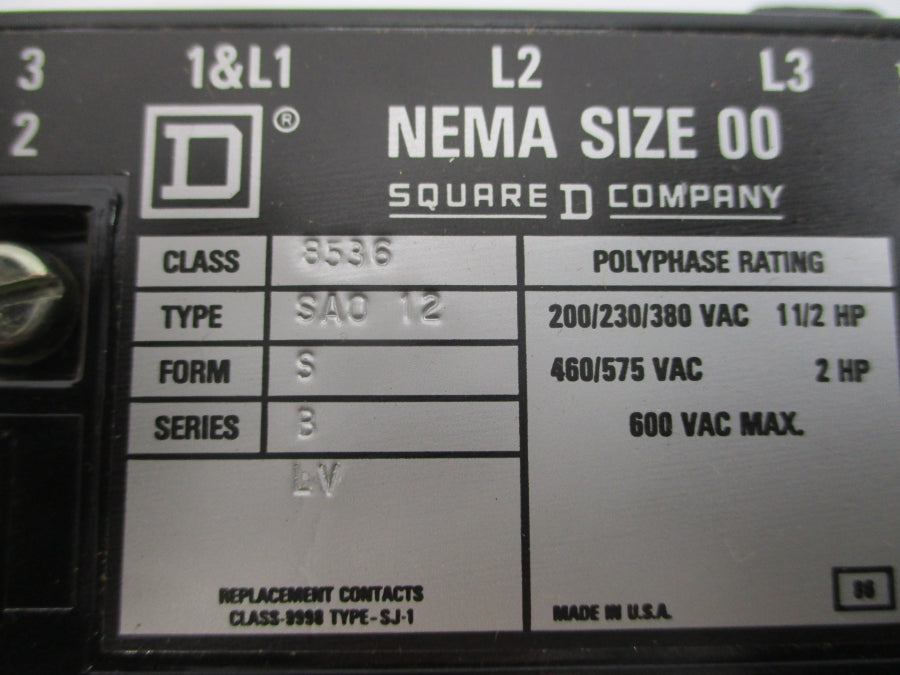 3 1&L1 L2 L3
2
D ®
NEMA SIZE 00
SQUARE D COMPANY
CLASS 8536
TYPE SAO 12
FORM S
SERIES B
LV
REPLACEMENT CONTACTS
CLASS-9998 TYPE-SJ-1
POLYPHASE RATING
200/230/380 VAC 1 1/2 HP
460/575 VAC 2 HP
600 VAC MAX.
MADE IN U.S.A.